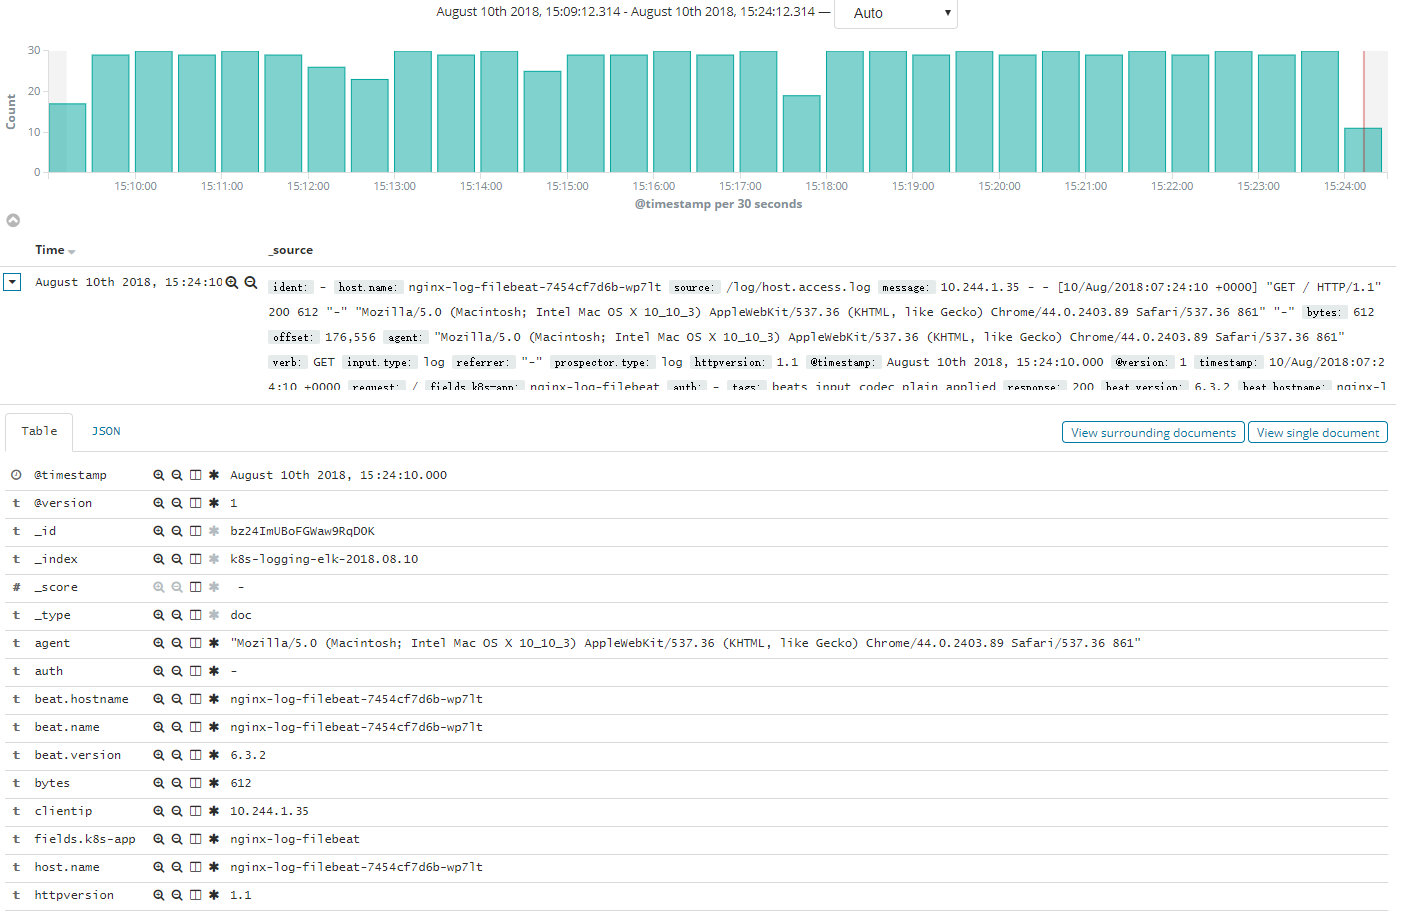 August 10th 2018, 15:09:12.314 - August 10th 2018, 15:24:12.314 — Auto
30
20
10
0
Count
15:10:00 15:11:00 15:12:00 15:13:00 15:14:00 15:15:00 15:16:00 15:17:00 15:18:00 15:19:00 15:20:00 15:21:00 15:22:00 15:23:00 15:24:00
@timestamp per 30 seconds
Time _source
August 10th 2018, 15:24:10 ident: - host.name: nginx-log-filebeat-7454cf7d6b-wp7lt source: /log/host.access.log message: 10.244.1.35 - - [10/Aug/2018:07:24:10 +0000] "GET / HTTP/1.1"
200 612 "-" "Mozilla/5.0 (Macintosh; Intel Mac OS X 10_10_3) AppleWebKit/537.36 (KHTML, like Gecko) Chrome/44.0.2403.89 Safari/537.36 861" "-" bytes: 612
offset: 176,556 agent: "Mozilla/5.0 (Macintosh; Intel Mac OS X 10_10_3) AppleWebKit/537.36 (KHTML, like Gecko) Chrome/44.0.2403.89 Safari/537.36 861"
verb: GET input.type: log referrer: "-" prospector.type: log httpversion: 1.1 @timestamp: August 10th 2018, 15:24:10.000 @version: 1 timestamp: 10/Aug/2018:07:2
4:10 +0000 request: / fields.k8s-app: nginx-log-filebeat auth: - tags: beats_input_codec_plain_applied response: 200 beat.version: 6.3.2 beat.hostname: nginx-l
Table JSON View surrounding documents View single document
@timestamp August 10th 2018, 15:24:10.000
t @version 1
t _id bz24ImUBoFGWaw9RqD0K
t _index k8s-logging-elk-2018.08.10
# _score -
t _type doc
t agent "Mozilla/5.0 (Macintosh; Intel Mac OS X 10_10_3) AppleWebKit/537.36 (KHTML, like Gecko) Chrome/44.0.2403.89 Safari/537.36 861"
t auth -
t beat.hostname nginx-log-filebeat-7454cf7d6b-wp7lt
t beat.name nginx-log-filebeat-7454cf7d6b-wp7lt
t beat.version 6.3.2
t bytes 612
t clientip 10.244.1.35
t fields.k8s-app nginx-log-filebeat
t host.name nginx-log-filebeat-7454cf7d6b-wp7lt
t httpversion 1.1